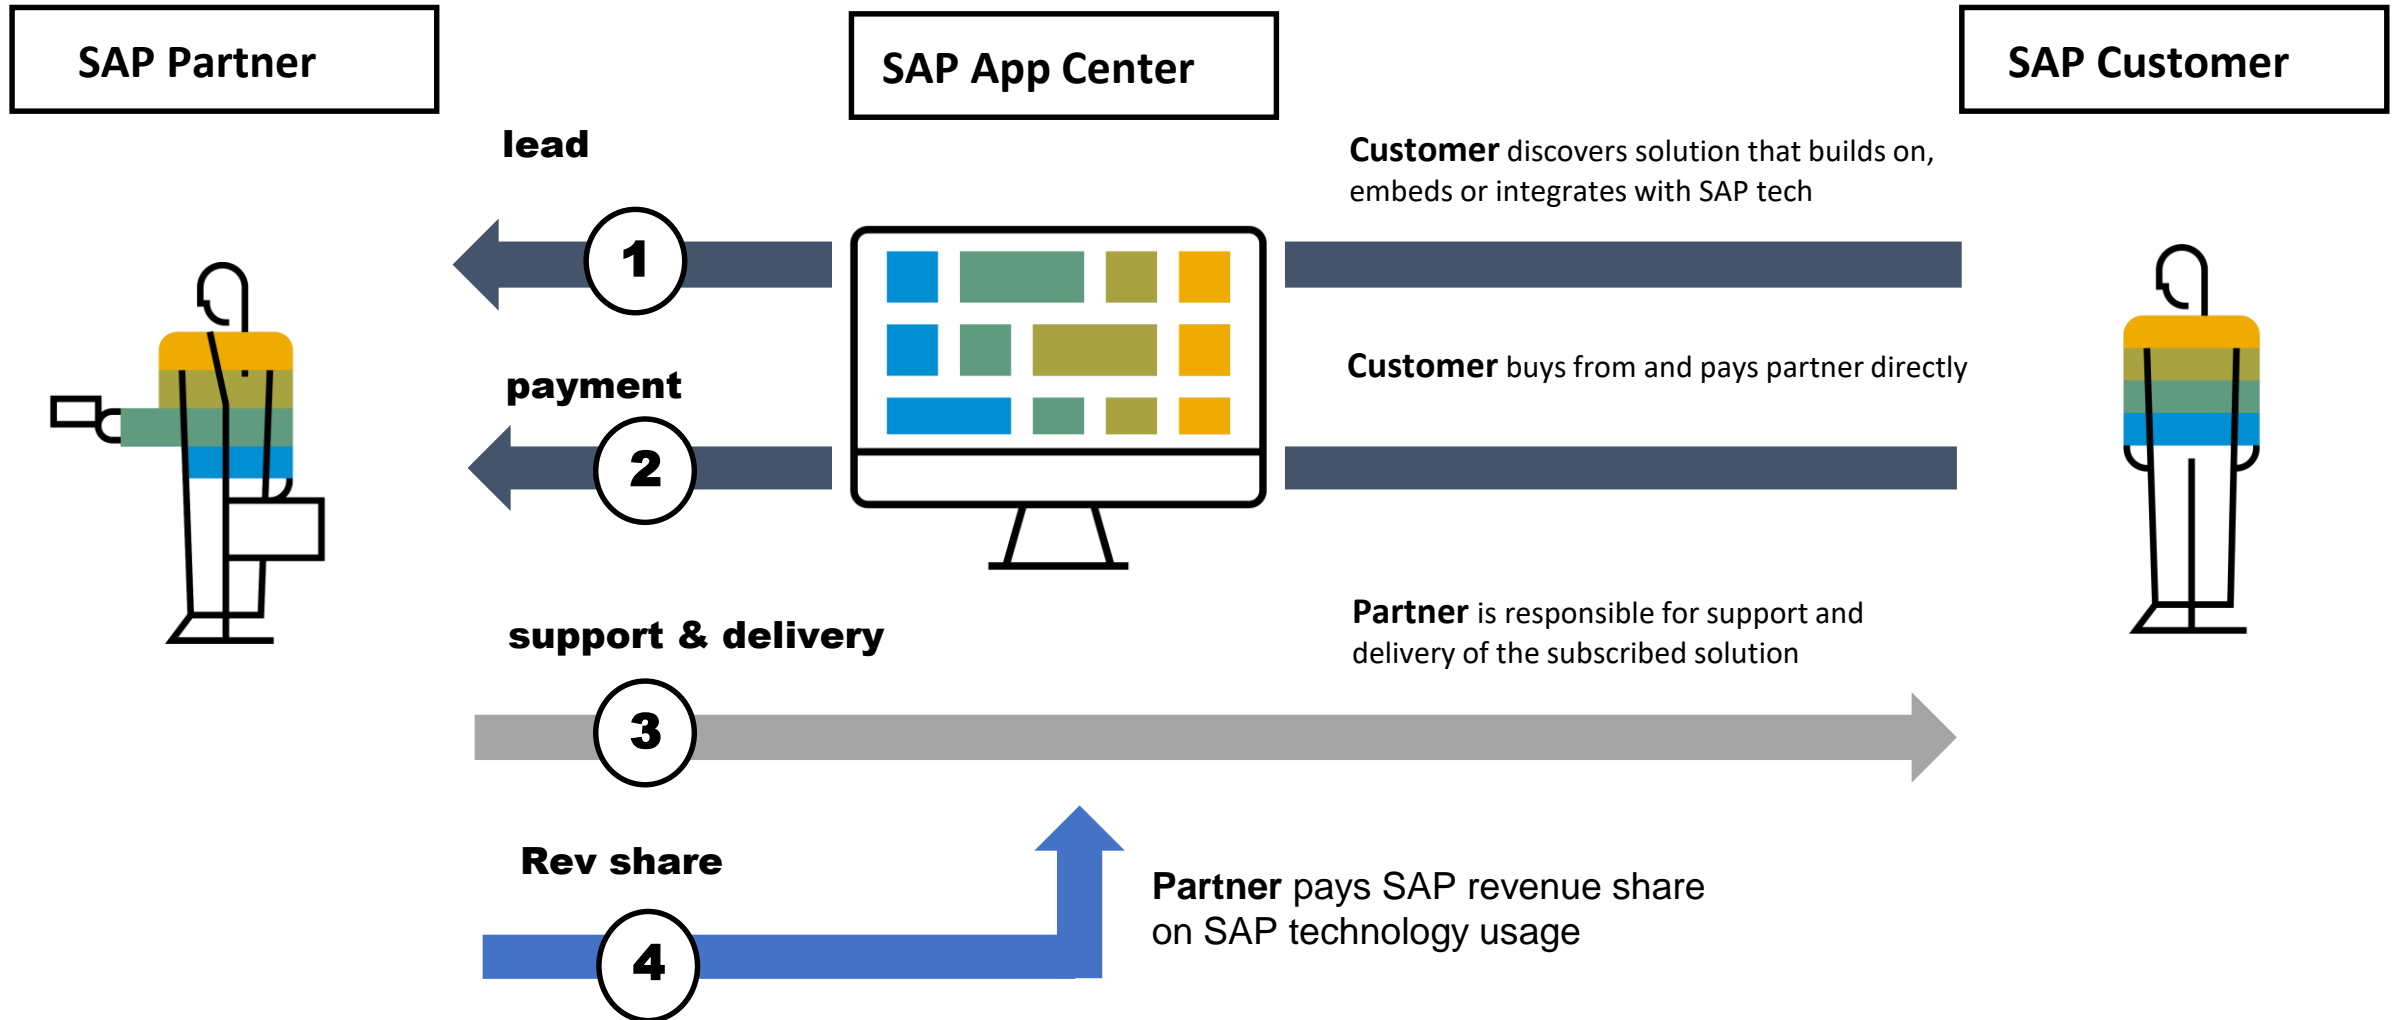 SAP Partner
SAP App Center
SAP Customer
lead
Customer discovers solution that builds on,
embeds or integrates with SAP tech
1
payment
Customer buys from and pays partner directly
2
support & delivery
Partner is responsible for support and
delivery of the subscribed solution
3
Rev share
Partner pays SAP revenue share
on SAP technology usage
4